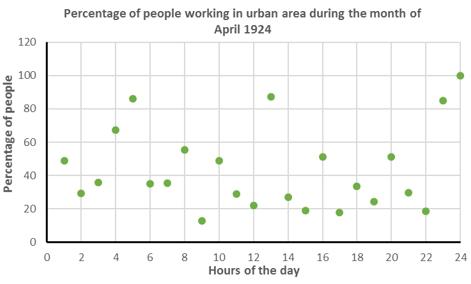 Percentage of people working in urban area during the month of
April 1924
Percentage of people
120
100
80
60
40
20
0
0 2 4 6 8 10 12 14 16 18 20 22 24
Hours of the day